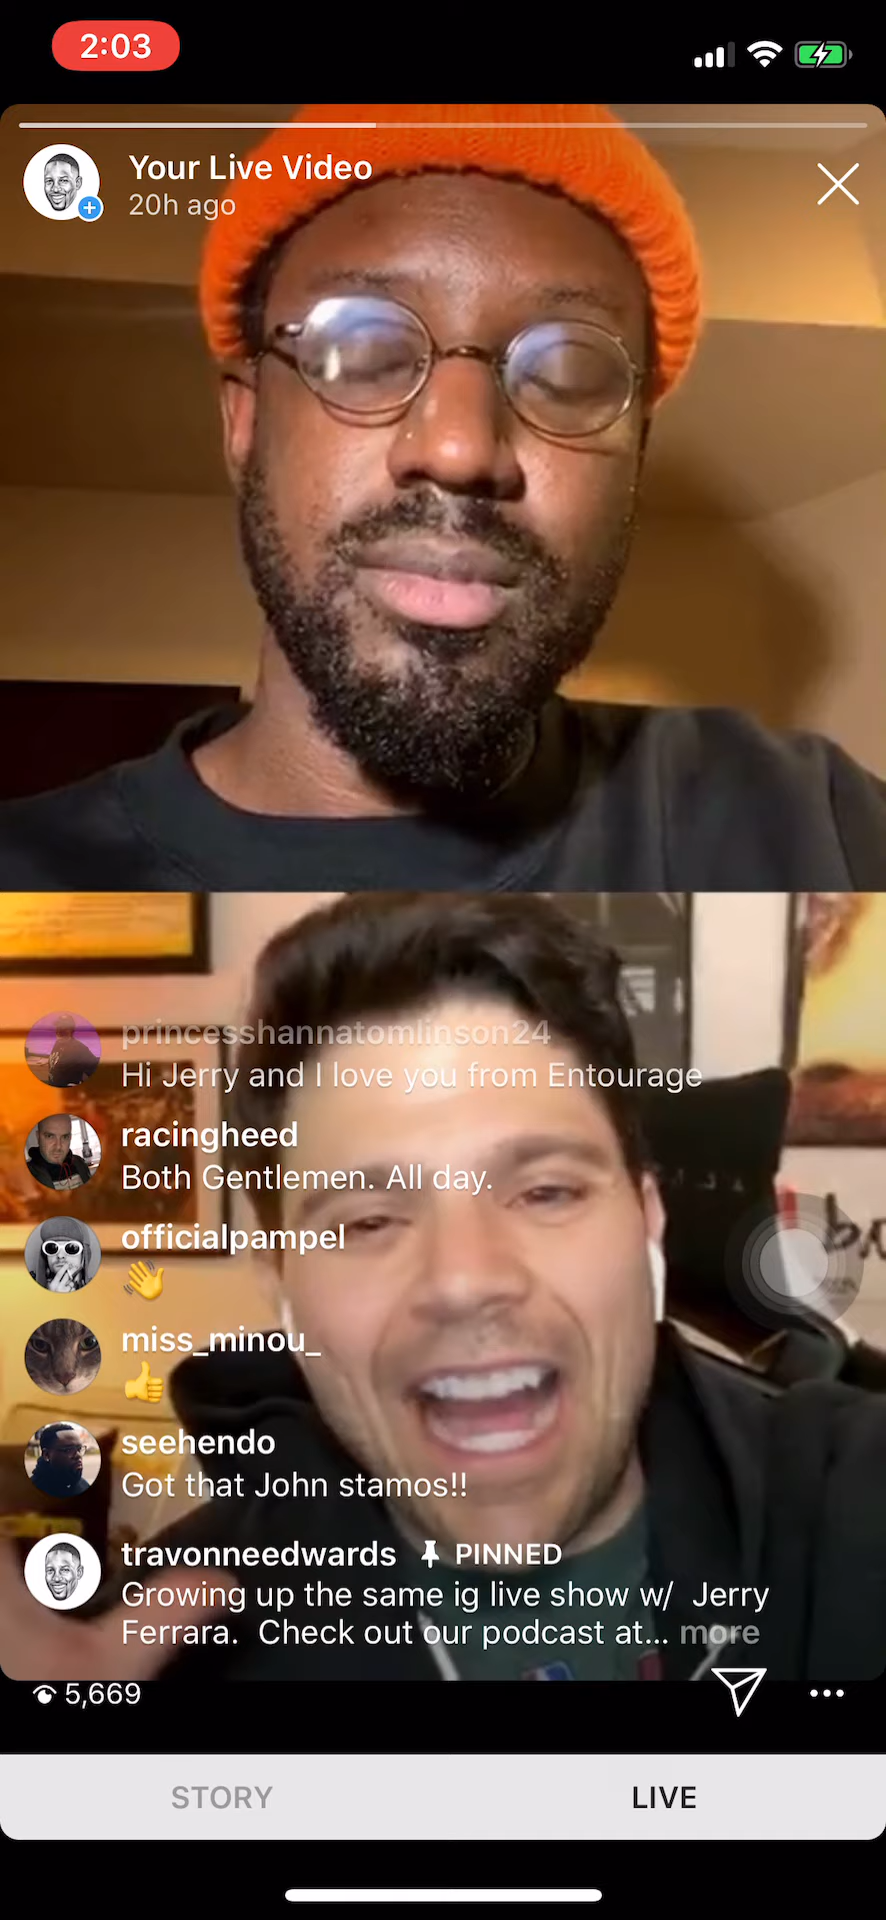 2:03
Your Live Video
20h ago
princesshannatomlinson24
Hi Jerry and I love you from Entourage
racingheed
Both Gentlemen. All day.
officialpampel
👋
miss_minou_
👍
seehendo
Got that John stamos!!
travonneedwards PINNED
Growing up the same ig live show w/ Jerry
Ferrara. Check out our podcast at... more
5,669
STORY LIVE